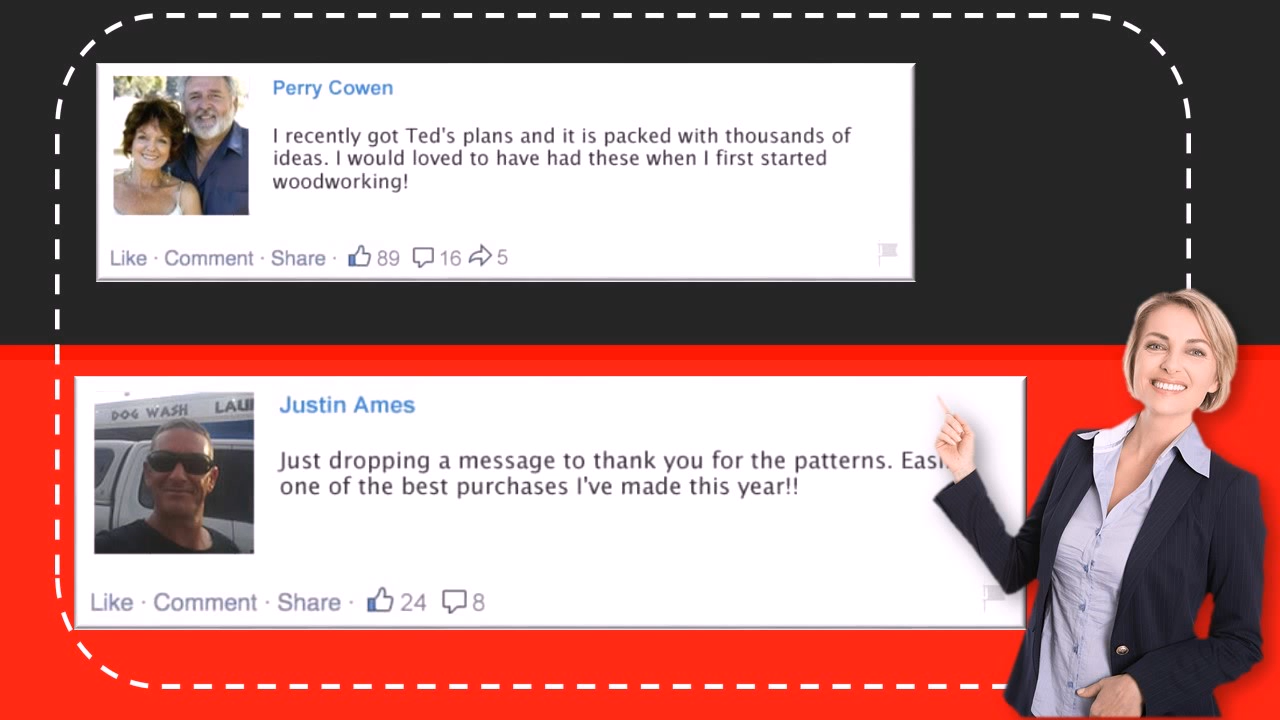 Perry Cowen
I recently got Ted's plans and it is packed with thousands of
ideas. I would loved to have had these when I first started
woodworking!
Like · Comment · Share · 89 16 5
DOG WASH LAU
Justin Ames
Just dropping a message to thank you for the patterns.
one of the best purchases I've made this year!!
Like · Comment · Share · 24 8